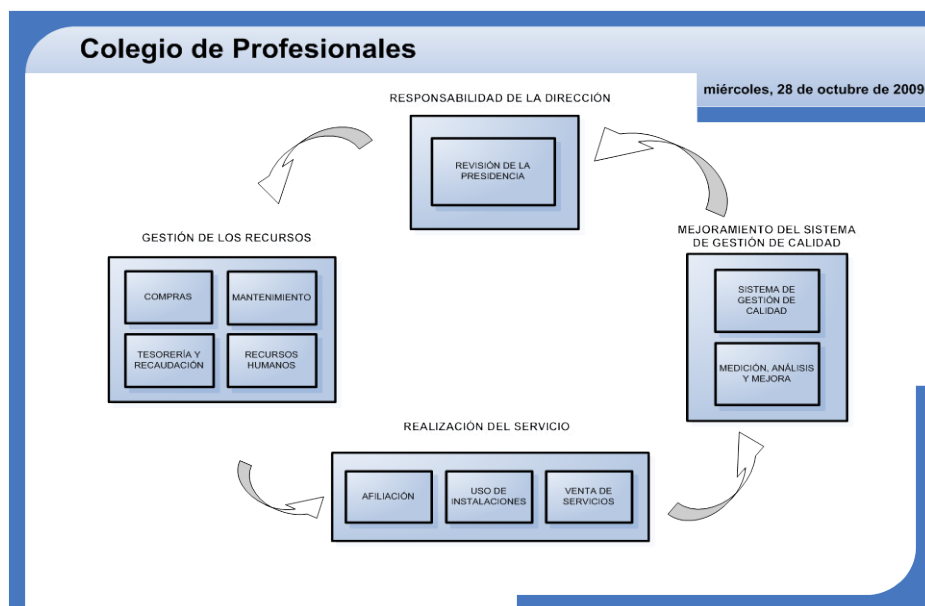 Colegio de Profesionales
miércoles, 28 de octubre de 2009
RESPONSABILIDAD DE LA DIRECCIÓN
REVISIÓN DE LA
PRESIDENCIA
GESTIÓN DE LOS RECURSOS
COMPRAS
MANTENIMIENTO
TESORERÍA Y
RECAUDACIÓN
RECURSOS
HUMANOS
MEJORAMIENTO DEL SISTEMA
DE GESTIÓN DE CALIDAD
SISTEMA DE
GESTIÓN DE
CALIDAD
MEDICIÓN, ANÁLISIS
Y MEJORA
REALIZACIÓN DEL SERVICIO
AFILIACIÓN
USO DE
INSTALACIONES
VENTA DE
SERVICIOS